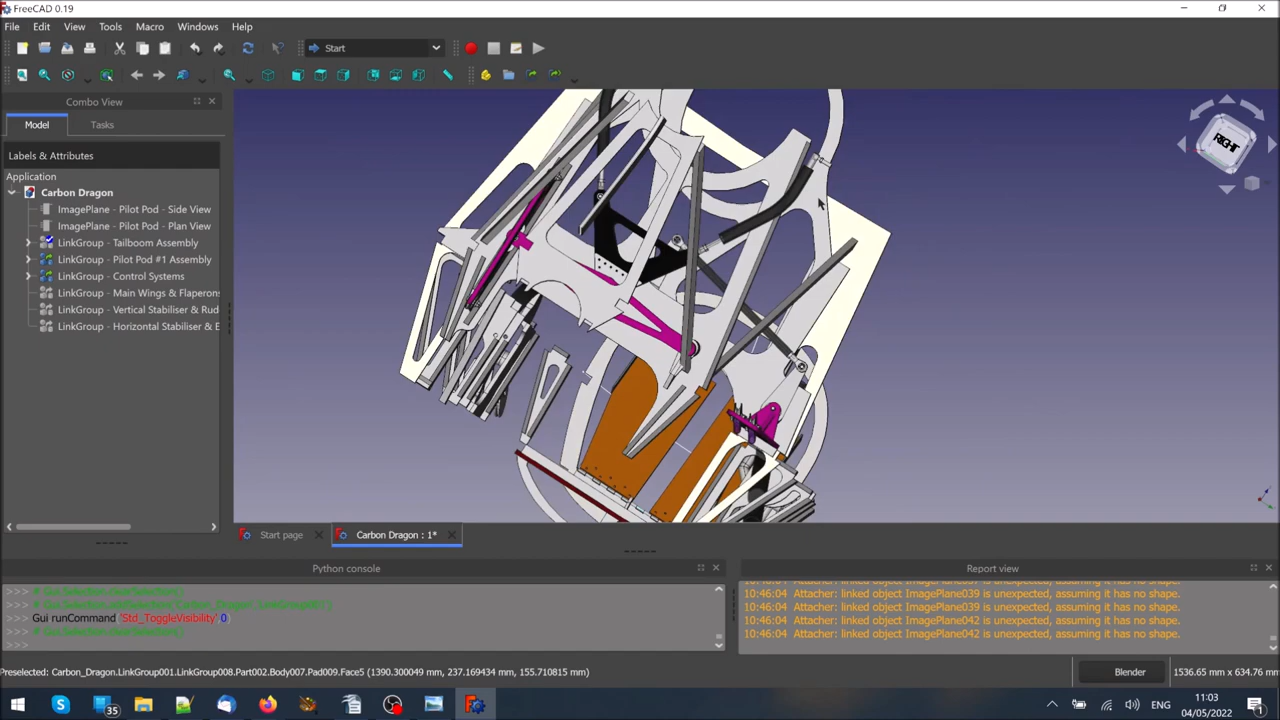 FreeCAD 0.19
File Edit View Tools Macro Windows Help
Start
Combo View
Model Tasks
Labels & Attributes
Application
Carbon Dragon
ImagePlane - Pilot Pod - Side View
ImagePlane - Pilot Pod - Plan View
LinkGroup - Tailboom Assembly
LinkGroup - Pilot Pod #1 Assembly
LinkGroup - Control Systems
LinkGroup - Main Wings & Flaperons
LinkGroup - Vertical Stabiliser & Rud
LinkGroup - Horizontal Stabiliser & E
RIGHT
Start page
Carbon Dragon : 1*
Python console
>>> # Gui.Selection.clearSelection()
>>>
>>> Gui runCommand 'Std_ToggleVisibility' 0)
>>> # Gui.Selection.clearSelection()
>>>
Report view
10:46:04 Attacher: linked object ImagePlane039 is unexpected, assuming it has no shape.
10:46:04 Attacher: linked object ImagePlane039 is unexpected, assuming it has no shape.
10:46:04 Attacher: linked object ImagePlane042 is unexpected, assuming it has no shape.
10:46:04 Attacher: linked object ImagePlane042 is unexpected, assuming it has no shape.
Preselected: Carbon_Dragon.LinkGroup001.LinkGroup008.Part002.Body007.Pad009.Face5 (1390.300049 mm, 237.169434 mm, 155.710815 mm)
Blender
1536.65 mm x 634.76 mm
35
ENG
11:03
04/05/2022
1